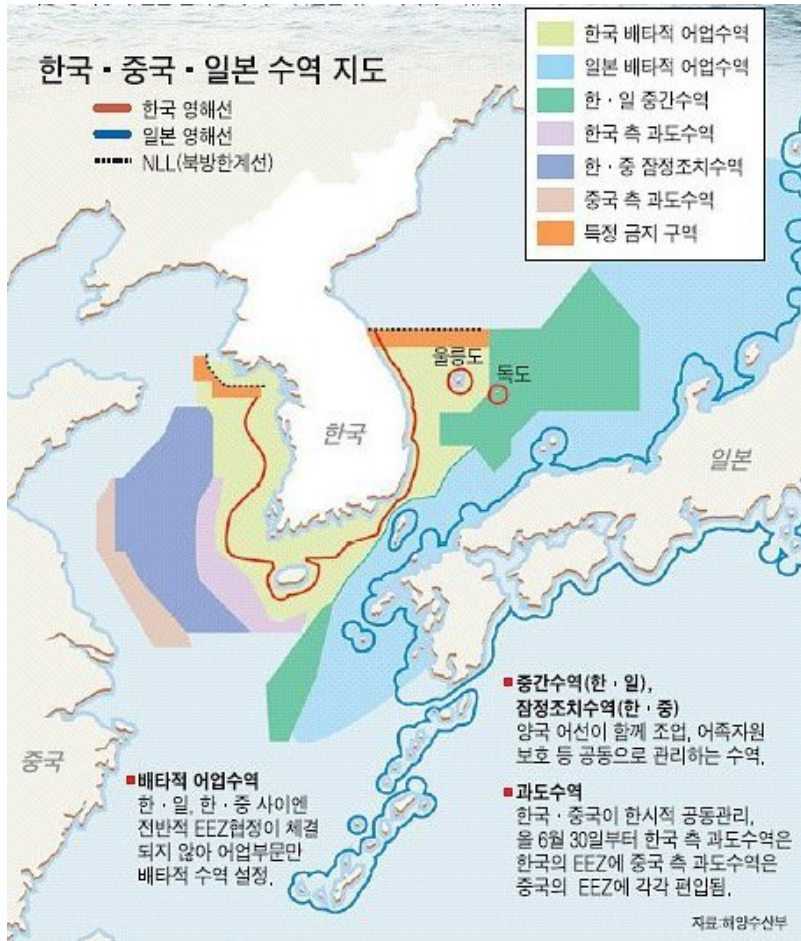 한국 · 중국 · 일본 수역 지도
한국 영해선
일본 영해선
NLL(북방한계선)
한국 배타적 어업수역
일본 배타적 어업수역
한 · 일 중간수역
한국 측 과도수역
한 · 중 잠정조치수역
중국 측 과도수역
특정 금지 구역
울릉도
독도
한국
일본
중국
배타적 어업수역
한 · 일, 한 · 중 사이엔
전반적 EEZ협정이 체결
되지 않아 어업부문만
배타적 수역 설정.
중간수역(한 · 일),
잠정조치수역(한 · 중)
양국 어선이 함께 조업, 어족자원
보호 등 공동으로 관리하는 수역.
과도수역
한국 · 중국이 한시적 공동관리,
올 6월 30일부터 한국 측 과도수역은
한국의 EEZ에 중국 측 과도수역은
중국의 EEZ에 각각 편입됨.
자료:해양수산부